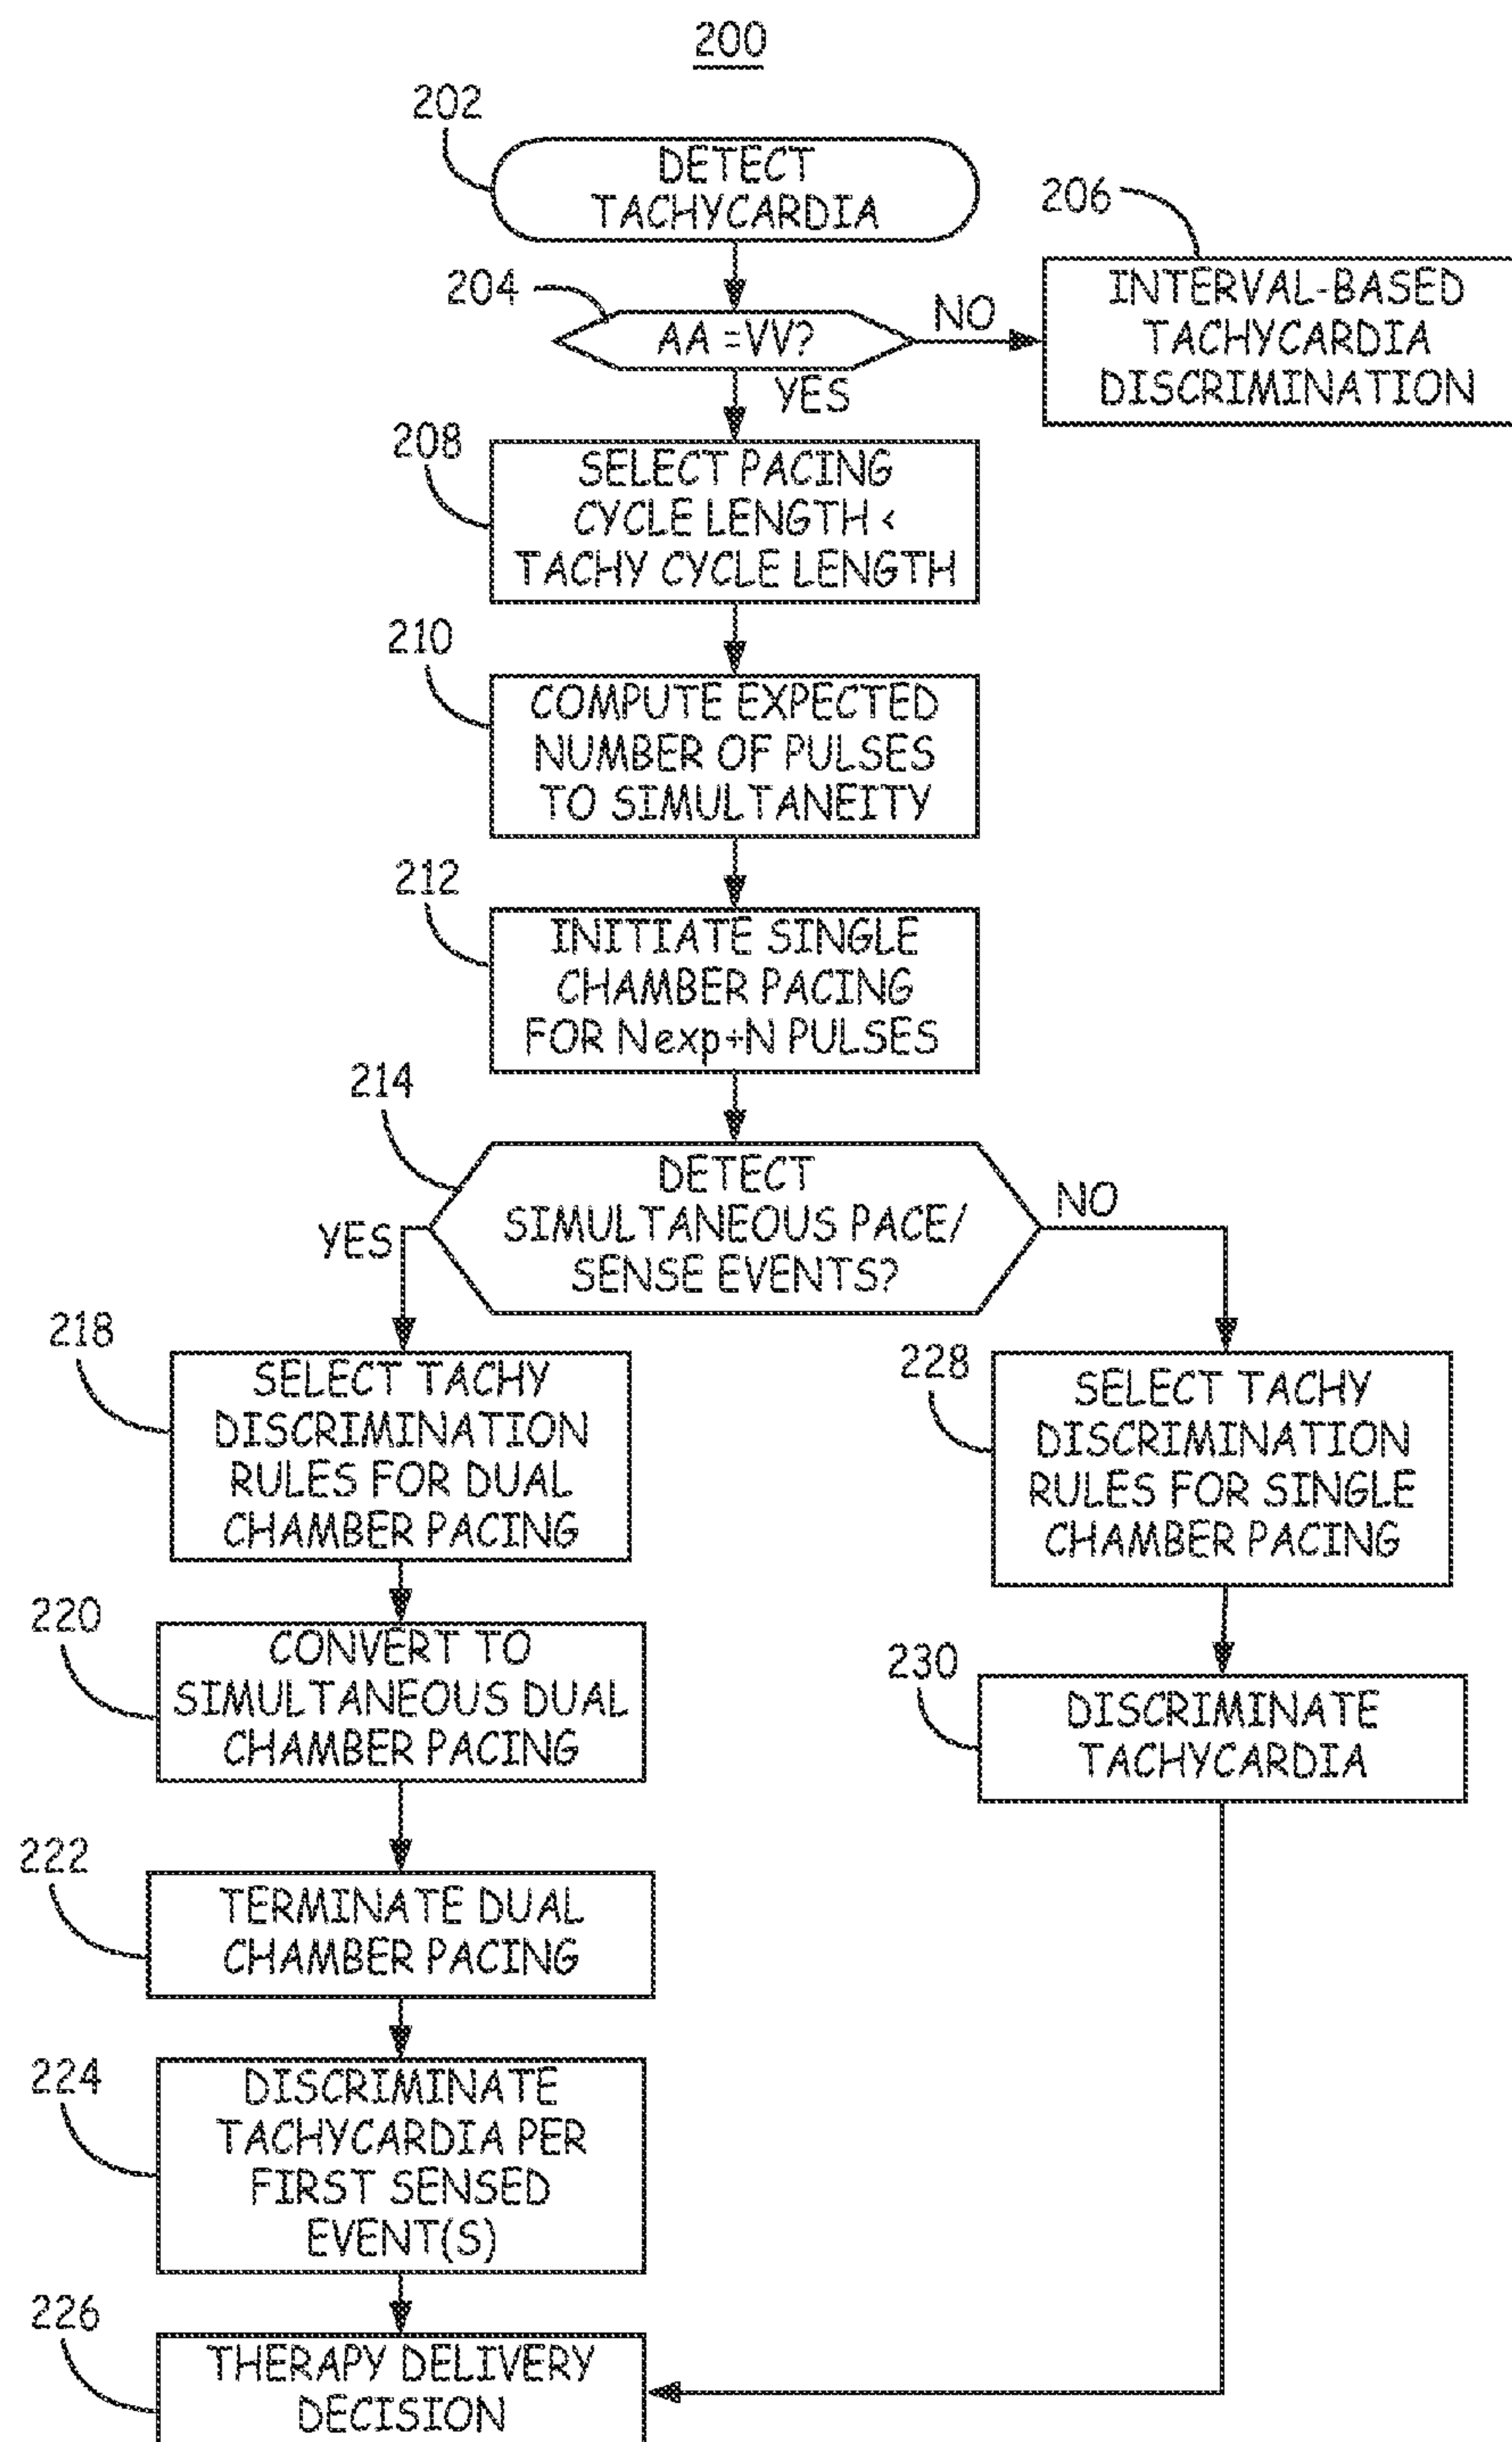 200
202
DETECT
TACHYCARDIA
204
AA =VV?
NO
206
INTERVAL-BASED
TACHYCARDIA
DISCRIMINATION
YES
208
SELECT PACING
CYCLE LENGTH <
TACHY CYCLE LENGTH
210
COMPUTE EXPECTED
NUMBER OF PULSES
TO SIMULTANEITY
212
INITIATE SINGLE
CHAMBER PACING
FOR Nexp+N PULSES
214
DETECT
SIMULTANEOUS PACE/
SENSE EVENTS?
YES
NO
218
SELECT TACHY
DISCRIMINATION
RULES FOR DUAL
CHAMBER PACING
228
SELECT TACHY
DISCRIMINATION
RULES FOR SINGLE
CHAMBER PACING
220
CONVERT TO
SIMULTANEOUS DUAL
CHAMBER PACING
230
DISCRIMINATE
TACHYCARDIA
222
TERMINATE DUAL
CHAMBER PACING
224
DISCRIMINATE
TACHYCARDIA PER
FIRST SENSED
EVENT(S)
226
THERAPY DELIVERY
DECISION